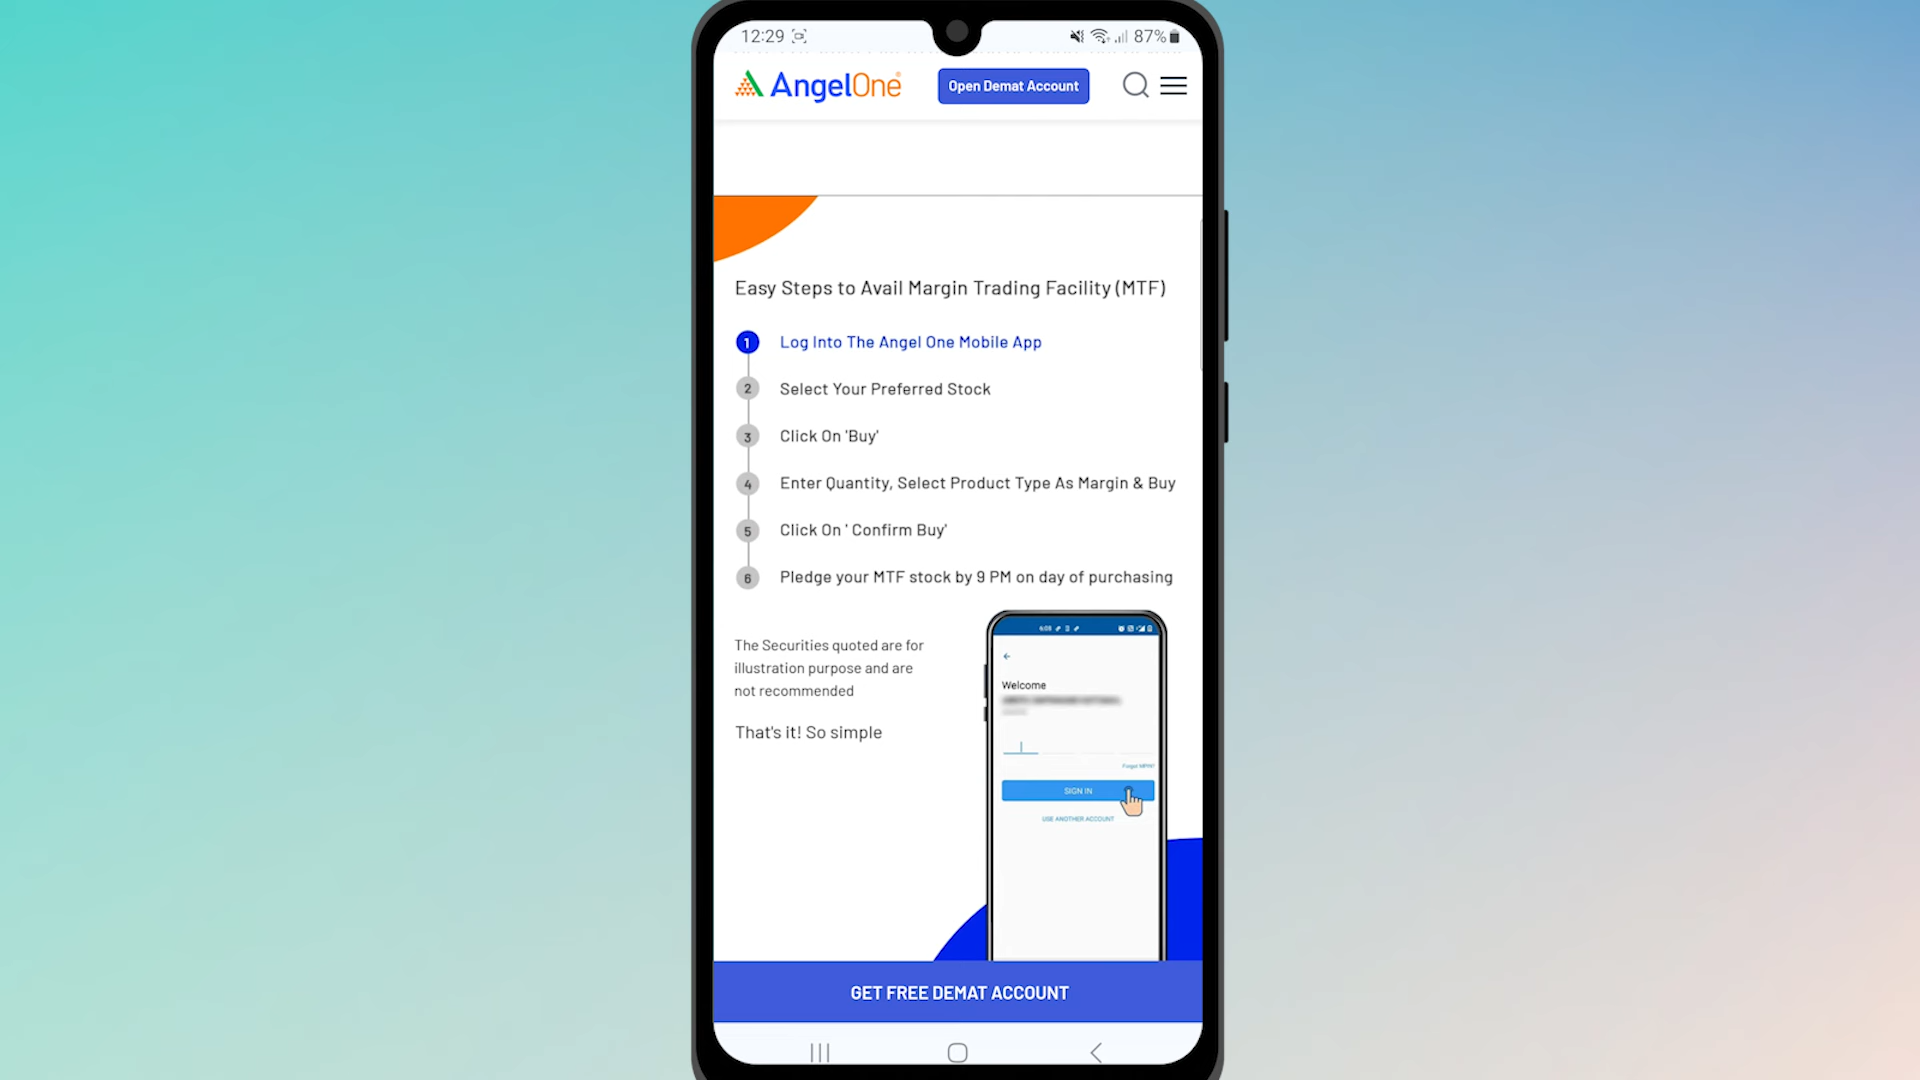 12:29
87%
AngelOne
Open Demat Account
Easy Steps to Avail Margin Trading Facility (MTF)
1 Log Into The Angel One Mobile App
2 Select Your Preferred Stock
3 Click On 'Buy'
4 Enter Quantity, Select Product Type As Margin & Buy
5 Click On ' Confirm Buy'
6 Pledge your MTF stock by 9 PM on day of purchasing
The Securities quoted are for
illustration purpose and are
not recommended
That's it! So simple
6:03
Welcome
Forgot MPIN?
SIGN IN
USE ANOTHER ACCOUNT
GET FREE DEMAT ACCOUNT